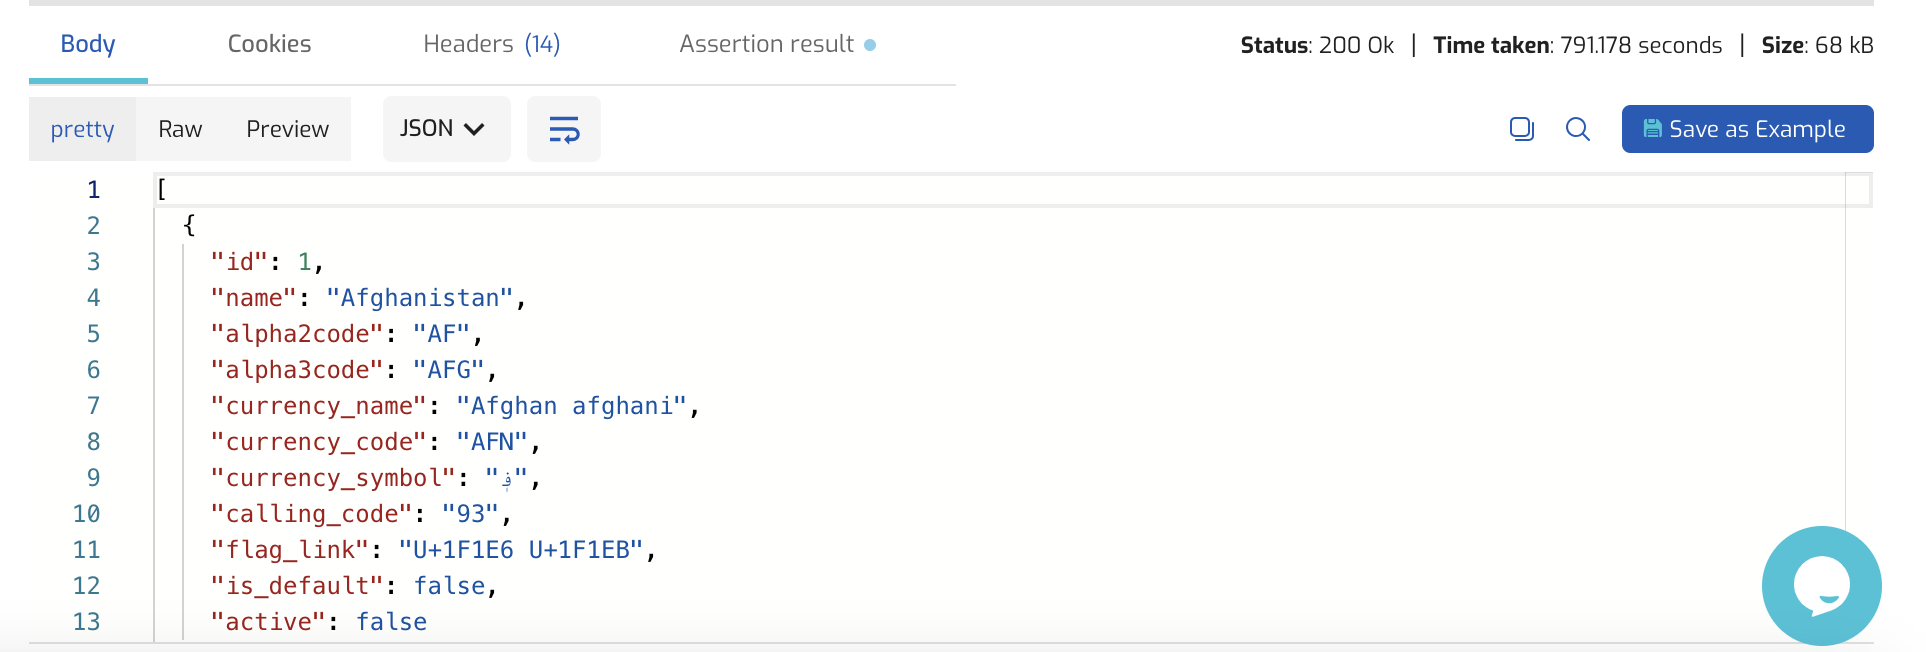 Body Cookies Headers (14) Assertion result Status: 200 Ok | Time taken: 791.178 seconds | Size: 68 kB
pretty Raw Preview JSON Save as Example
1 [
2 {
3 "id": 1,
4 "name": "Afghanistan",
5 "alpha2code": "AF",
6 "alpha3code": "AFG",
7 "currency_name": "Afghan afghani",
8 "currency_code": "AFN",
9 "currency_symbol": "؋",
10 "calling_code": "93",
11 "flag_link": "U+1F1E6 U+1F1EB",
12 "is_default": false,
13 "active": false